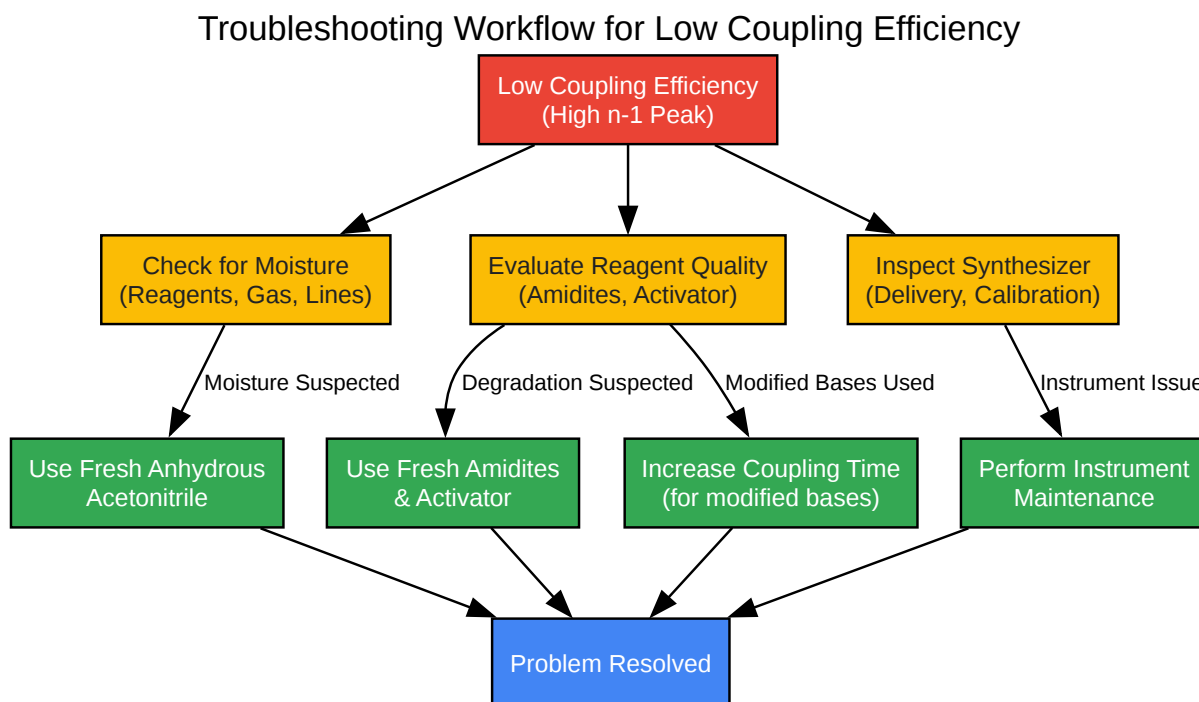 Troubleshooting Workflow for Low Coupling Efficiency
Low Coupling Efficiency
(High n-1 Peak)
Check for Moisture
(Reagents, Gas, Lines)
Evaluate Reagent Quality
(Amidites, Activator)
Inspect Synthesizer
(Delivery, Calibration)
Moisture Suspected
Degradation Suspected
Modified Bases Used
Instrument Issue
Use Fresh Anhydrous
Acetonitrile
Use Fresh Amidites
& Activator
Increase Coupling Time
(for modified bases)
Perform Instrument
Maintenance
Problem Resolved